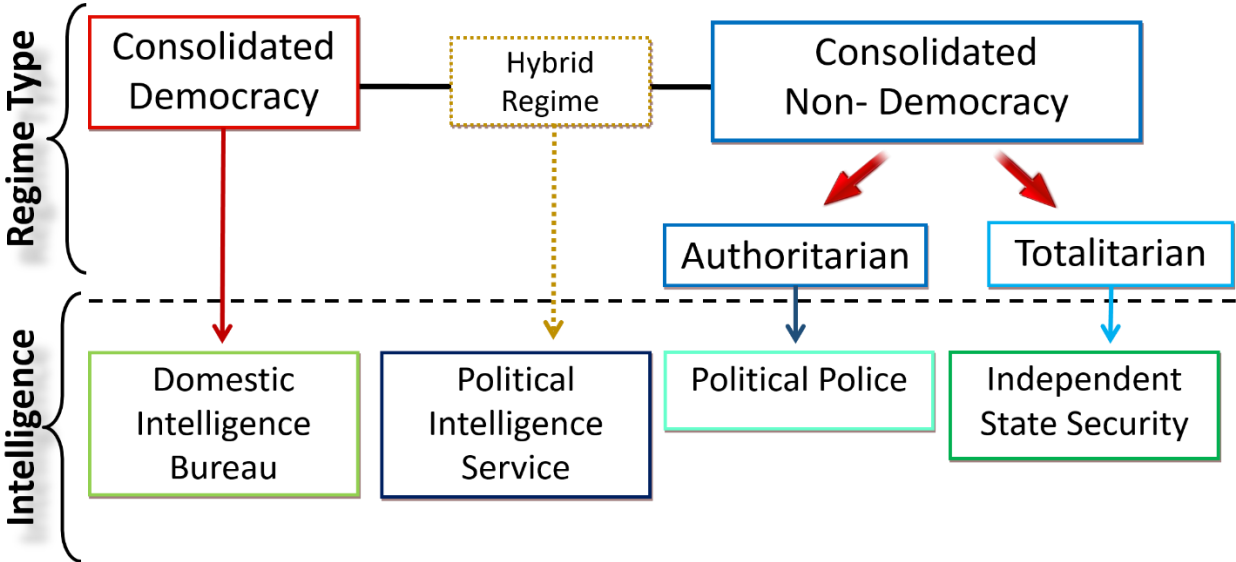 Regime Type
Consolidated
Democracy
Hybrid
Regime
Consolidated
Non- Democracy
Authoritarian
Totalitarian
Intelligence
Domestic
Intelligence
Bureau
Political
Intelligence
Service
Political Police
Independent
State Security